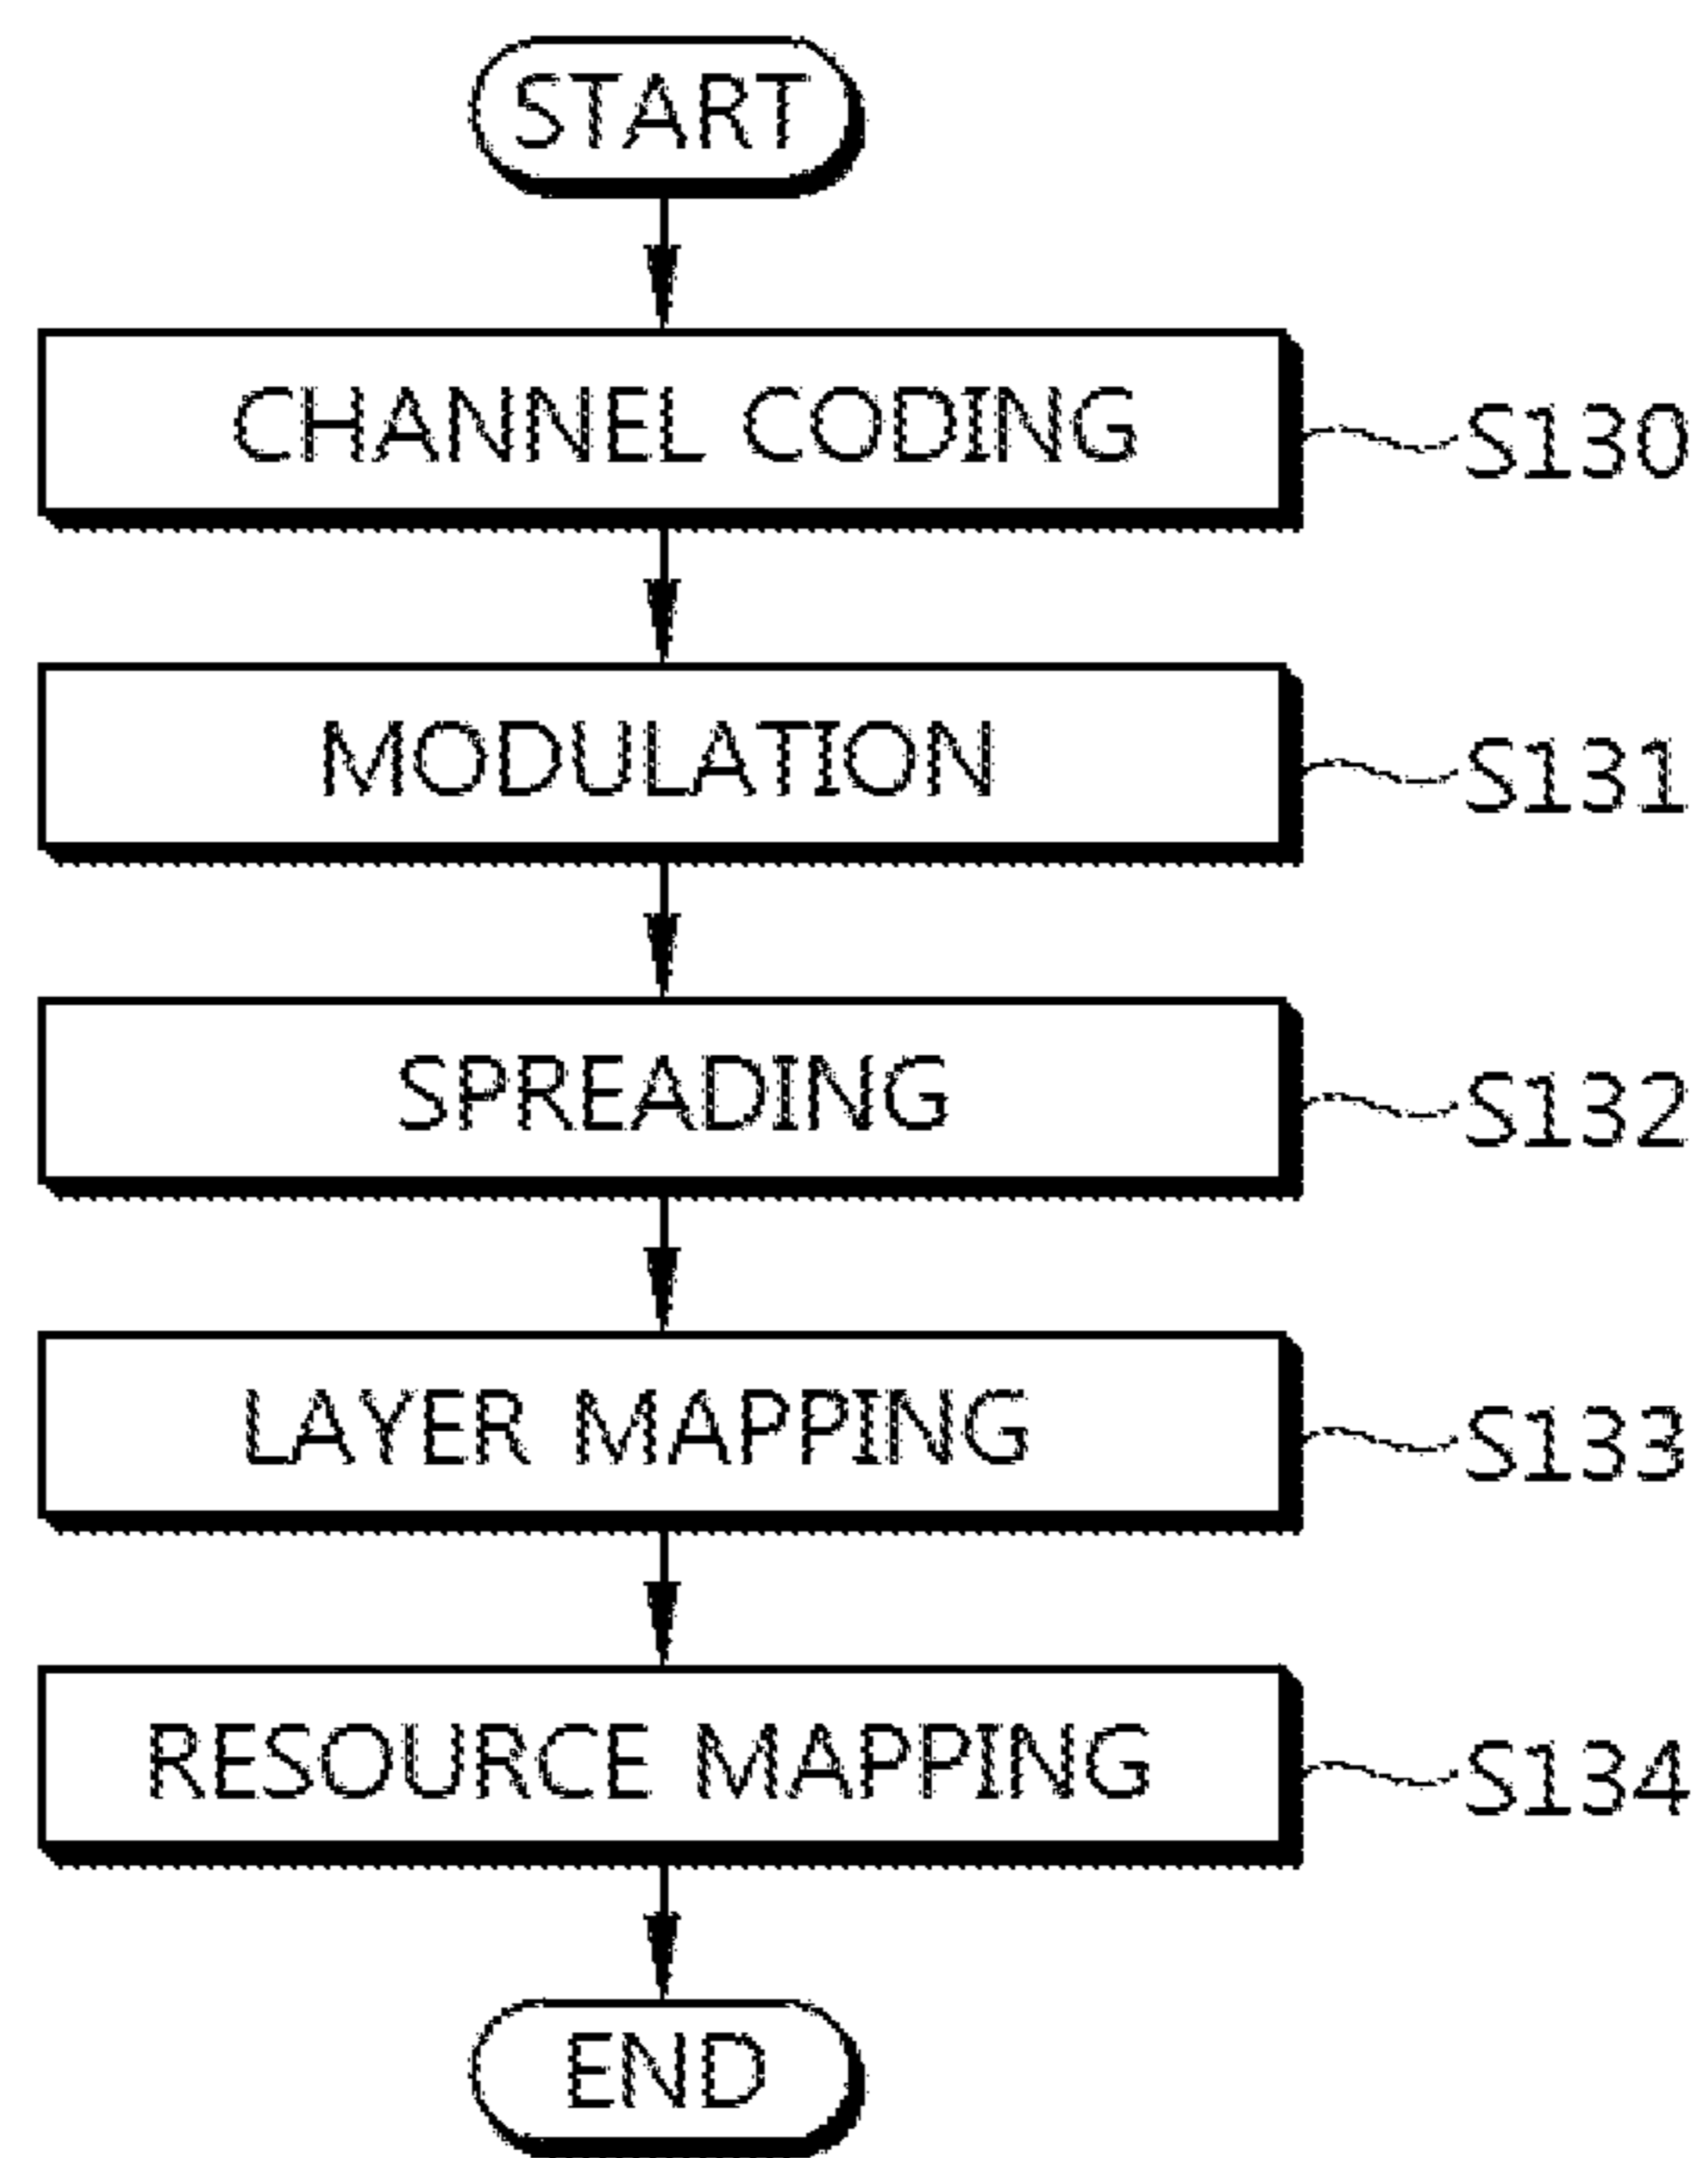 START
CHANNEL CODING
S130
MODULATION
S131
SPREADING
S132
LAYER MAPPING
S133
RESOURCE MAPPING
S134
END